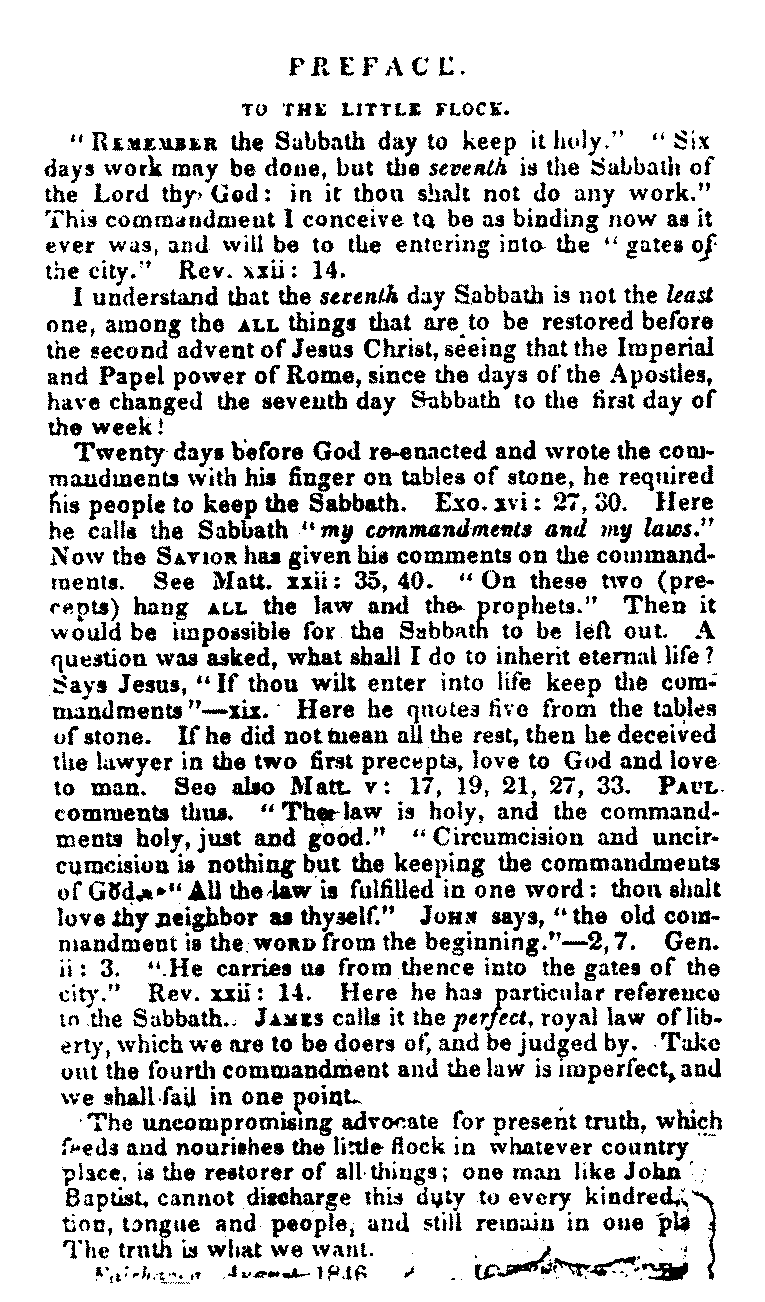 PREFACE.
TO THE LITTLE FLOCK.
“ REMEMBER the Sabbath day to keep it holy.” “ Six
days work may be done, but the seventh is the Sabbath of
the Lord thy God : in it thou shalt not do any work.”
This commandment I conceive to be as binding now as it
ever was, and will be to the entering into the “ gates of
the city.” Rev. xxii : 14.
I understand that the seventh day Sabbath is not the least
one, among the ALL things that are to be restored before
the second advent of Jesus Christ, seeing that the Imperial
and Papel power of Rome, since the days of the Apostles,
have changed the seventh day Sabbath to the first day of
the week !
Twenty days before God re-enacted and wrote the com-
mandments with his finger on tables of stone, he required
his people to keep the Sabbath. Exo. xvi : 27, 30. Here
he calls the Sabbath “ my commandments and my laws.”
Now the SAVIOR has given his comments on the command-
ments. See Matt. xxii : 35, 40. “ On these two (pre-
cepts) hang ALL the law and the prophets.” Then it
would be impossible for the Sabbath to be left out. A
question was asked, what shall I do to inherit eternal life ?
Says Jesus, “ If thou wilt enter into life keep the com-
mandments ”—xix. Here he quotes five from the tables
of stone. If he did not mean all the rest, then he deceived
the lawyer in the two first precepts, love to God and love
to man. See also Matt. v : 17, 19, 21, 27, 33. PAUL
comments thus. “ The law is holy, and the command-
ments holy, just and good.” “ Circumcision and uncir-
cumcision is nothing but the keeping the commandments
of God.” “ All the law is fulfilled in one word : thou shalt
love thy neighbor as thyself.” JOHN says, “ the old com-
mandment is the WORD from the beginning.”—2, 7. Gen.
ii : 3. “ He carries us from thence into the gates of the
city.” Rev. xxii : 14. Here he has particular reference
to the Sabbath. JAMES calls it the perfect, royal law of lib-
erty, which we are to be doers of, and be judged by. Take
out the fourth commandment and the law is imperfect, and
we shall fail in one point.
The uncompromising advocate for present truth, which
feeds and nourishes the little flock in whatever country
place, is the restorer of all things ; one man like John
Baptist, cannot discharge this duty to every kindred,
tion, tongue and people, and still remain in one pla
The truth is what we want.
August 1846